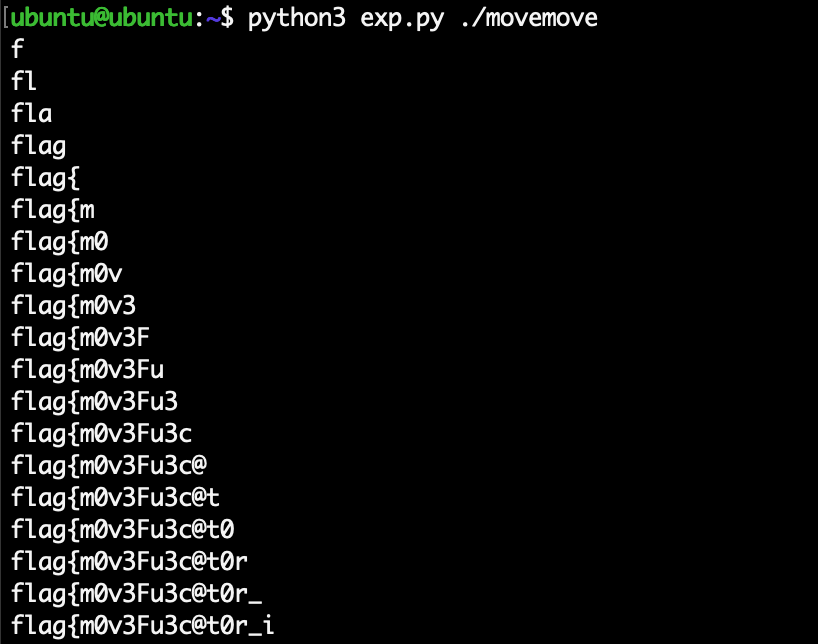 [ubuntu@ubuntu:~$ python3 exp.py ./movemove
f
fl
fla
flag
flag{
flag{m
flag{m0
flag{m0v
flag{m0v3
flag{m0v3F
flag{m0v3Fu
flag{m0v3Fu3
flag{m0v3Fu3c
flag{m0v3Fu3c@
flag{m0v3Fu3c@t
flag{m0v3Fu3c@t0
flag{m0v3Fu3c@t0r
flag{m0v3Fu3c@t0r_
flag{m0v3Fu3c@t0r_i